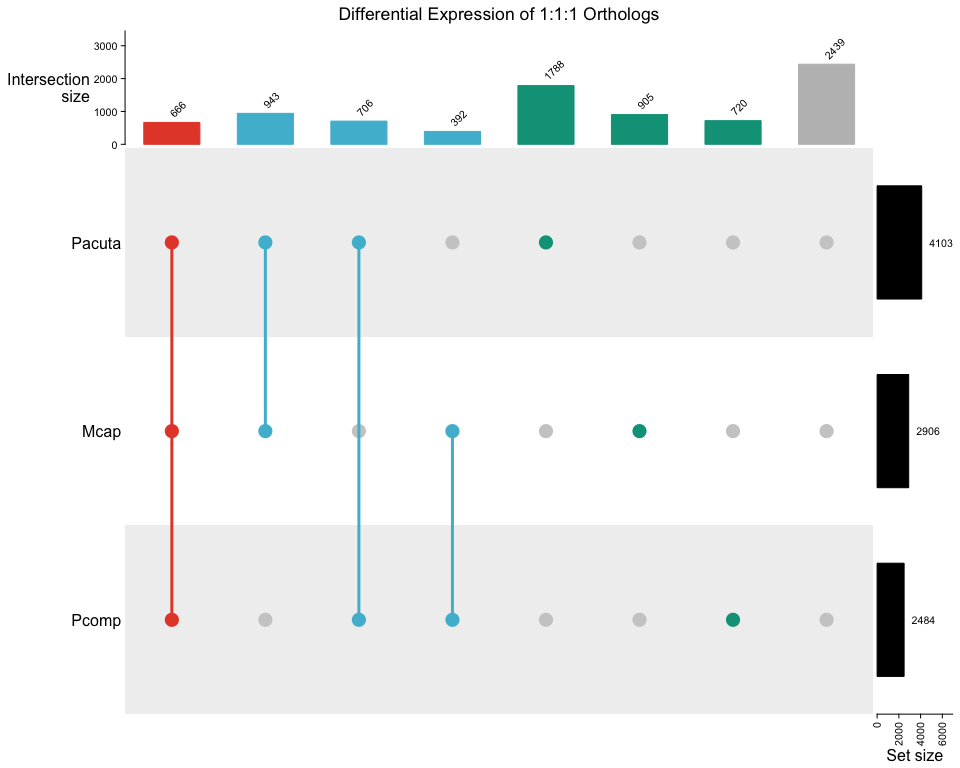 Differential Expression of 1:1:1 Orthologs
Intersection
size
3000
2000
1000
0
666
943
706
392
1788
905
720
2439
Pacuta
4103
Mcap
2906
Pcomp
2484
0
2000
4000
6000
Set size